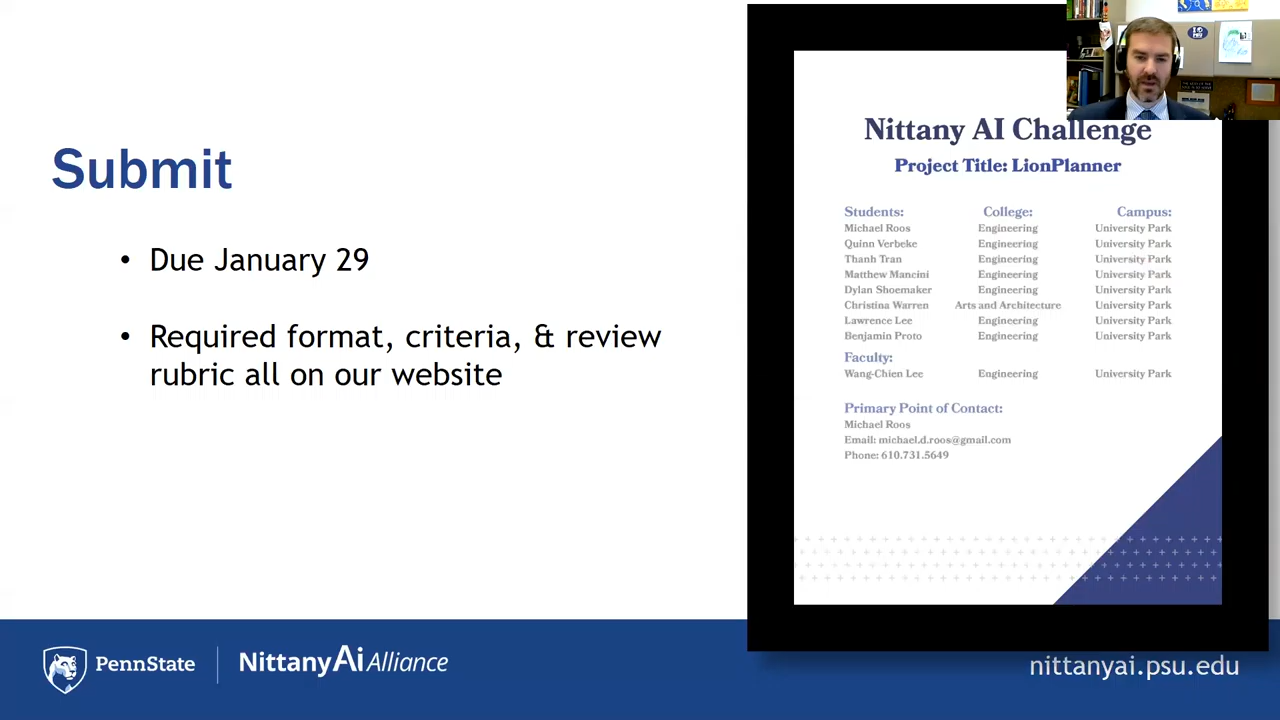 Submit
• Due January 29
• Required format, criteria, & review
rubric all on our website
Nittany AI Challenge
Project Title: LionPlanner
Students: College: Campus:
Michael Roos Engineering University Park
Quinn Verbeke Engineering University Park
Thanh Tran Engineering University Park
Matthew Mancini Engineering University Park
Dylan Shoemaker Engineering University Park
Christina Warren Arts and Architecture University Park
Lawrence Lee Engineering University Park
Benjamin Proto Engineering University Park
Faculty:
Wang-Chien Lee Engineering University Park
Primary Point of Contact:
Michael Roos
Email: michael.d.roos@gmail.com
Phone: 610.731.5649
PennState NittanyAiAlliance nittanyai.psu.edu